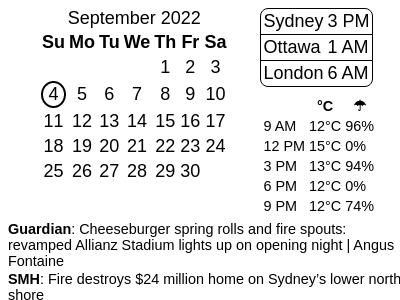 September 2022
Su Mo Tu We Th Fr Sa
1 2 3
4 5 6 7 8 9 10
11 12 13 14 15 16 17
18 19 20 21 22 23 24
25 26 27 28 29 30
Sydney 3 PM
Ottawa 1 AM
London 6 AM
°C ☂
9 AM 12°C 96%
12 PM 15°C 0%
3 PM 13°C 94%
6 PM 12°C 0%
9 PM 12°C 74%
Guardian: Cheeseburger spring rolls and fire spouts:
revamped Allianz Stadium lights up on opening night | Angus
Fontaine
SMH: Fire destroys $24 million home on Sydney’s lower north
shore